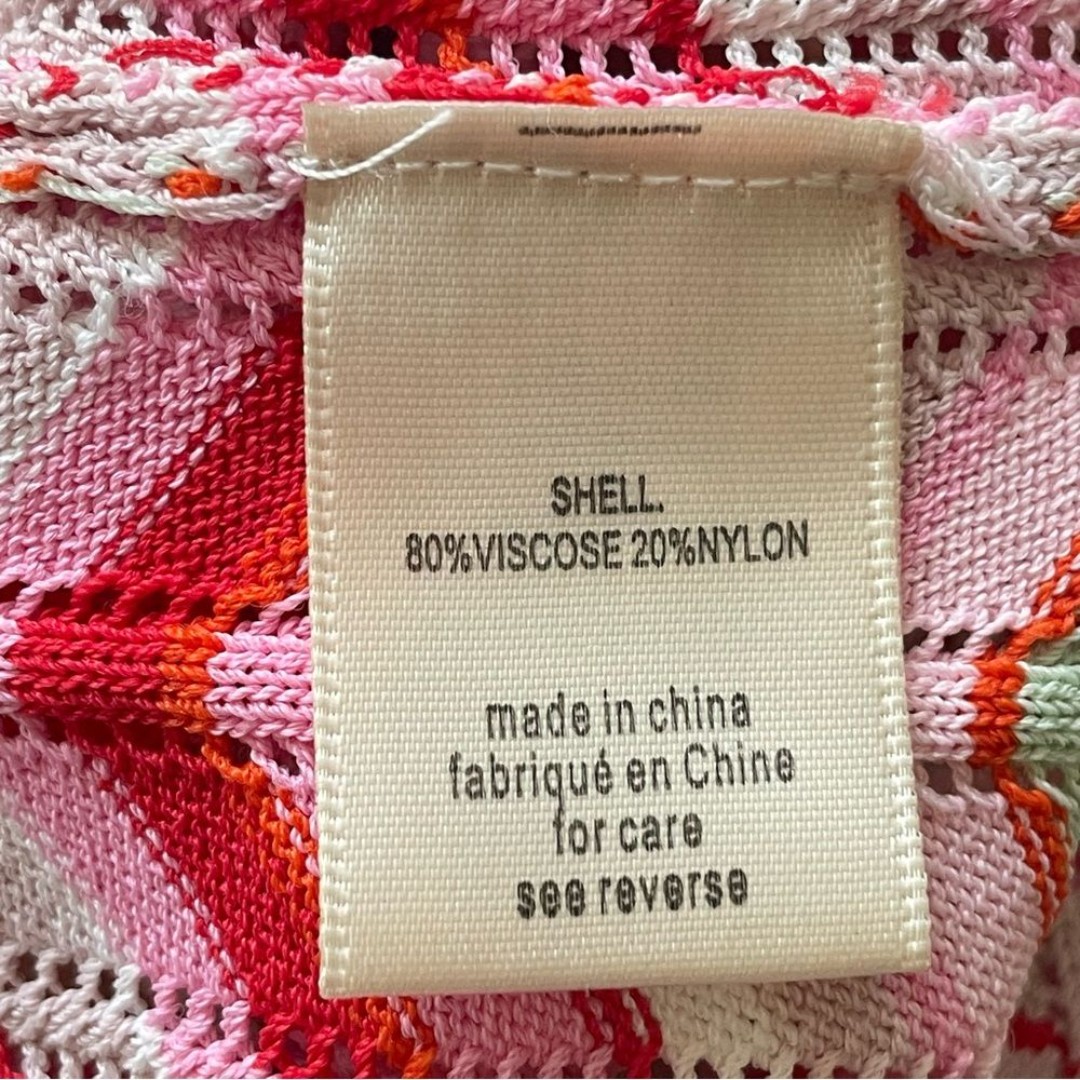 SHELL.
80%VISCOSE 20%NYLON
made in china
fabriqué en Chine
for care
see reverse